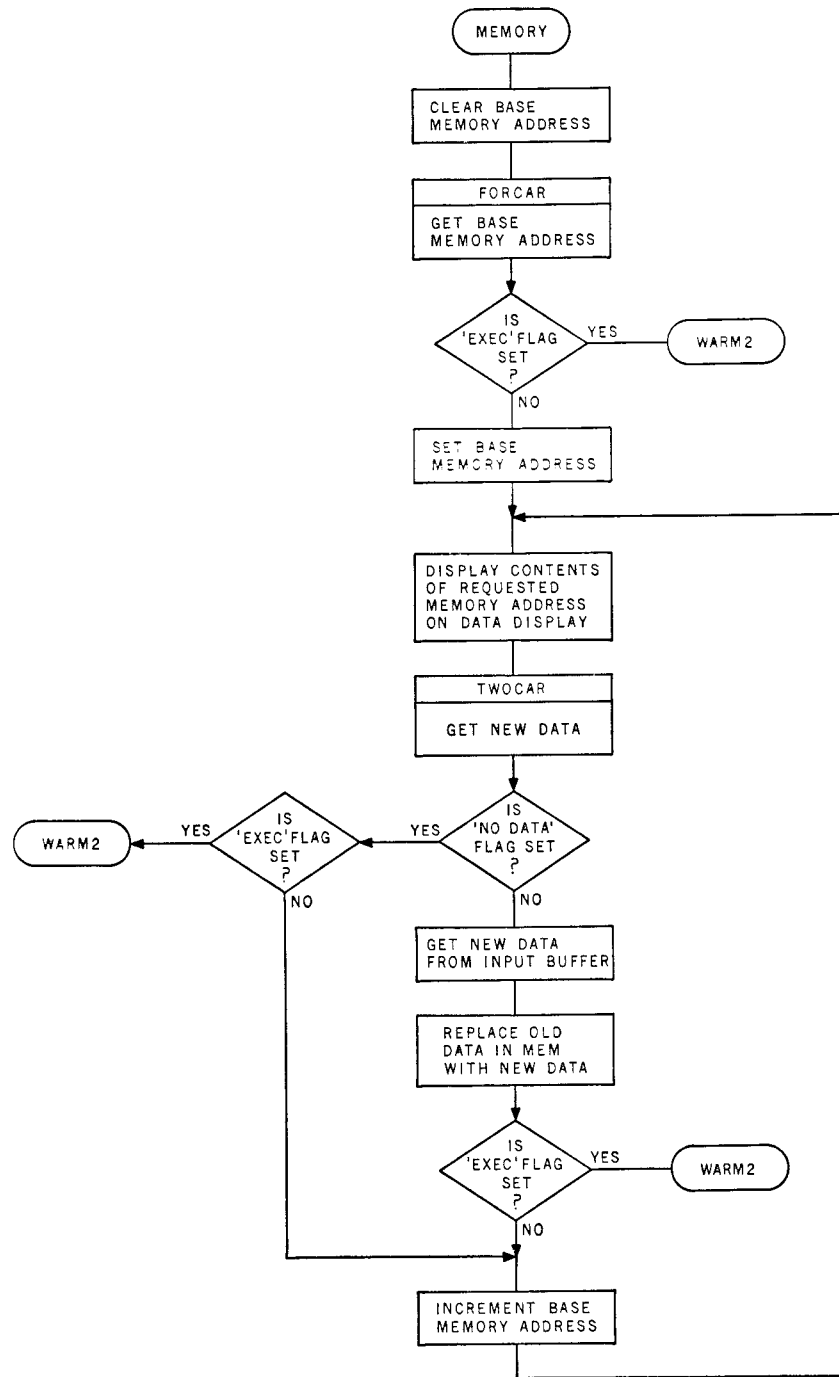 MEMORY
CLEAR BASE
MEMORY ADDRESS
FORCAR
GET BASE
MEMORY ADDRESS
IS
'EXEC' FLAG
SET
?
YES
WARM2
NO
SET BASE
MEMORY ADDRESS
DISPLAY CONTENTS
OF REQUESTED
MEMORY ADDRESS
ON DATA DISPLAY
TWOCAR
GET NEW DATA
IS
'NO DATA'
FLAG SET
?
YES
IS
'EXEC' FLAG
SET
?
YES
WARM2
NO
NO
GET NEW DATA
FROM INPUT BUFFER
REPLACE OLD
DATA IN MEM
WITH NEW DATA
IS
'EXEC' FLAG
SET
?
YES
WARM2
NO
INCREMENT BASE
MEMORY ADDRESS